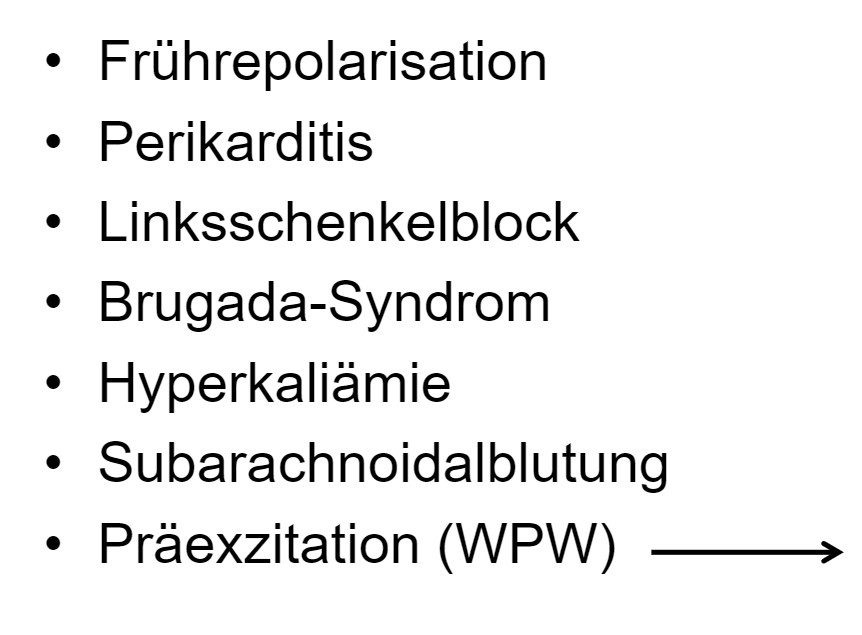 • Frührepolarisation
• Perikarditis
• Linksschenkelblock
• Brugada-Syndrom
• Hyperkaliämie
• Subarachnoidalblutung
• Präexzitation (WPW)